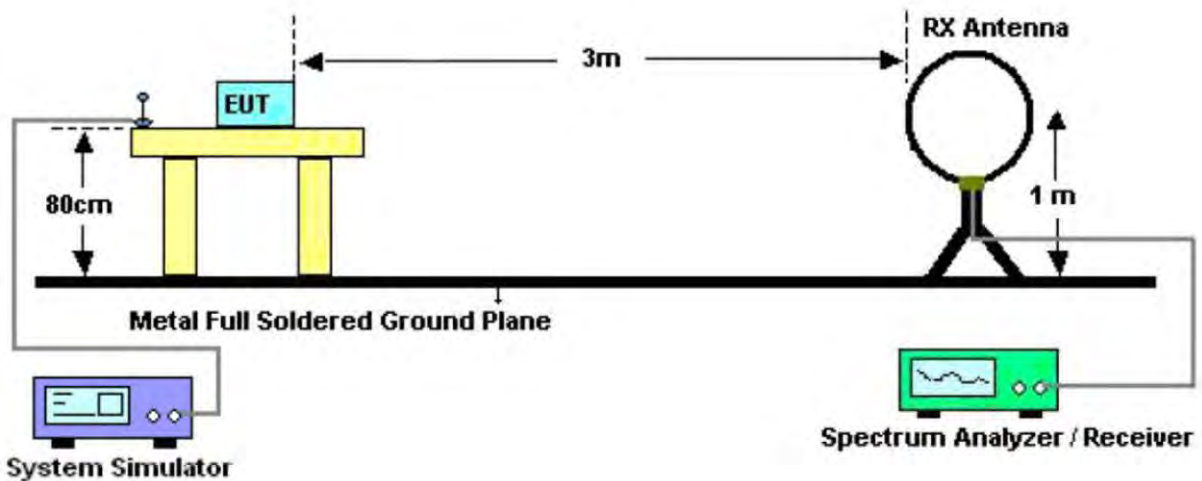 RX Antenna
3m
EUT
80cm
1 m
Metal Full Soldered Ground Plane
System Simulator
Spectrum Analyzer / Receiver